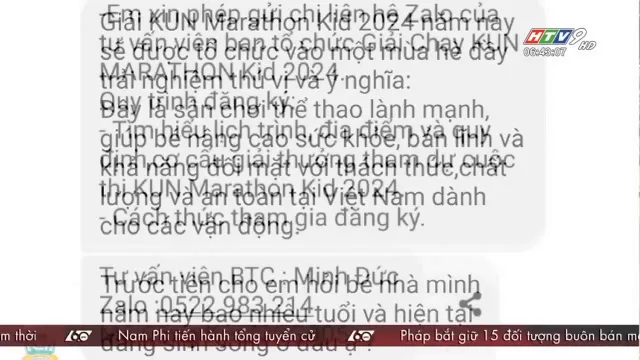 -Em xin phép gửi chị liên hệ Zalo của
tư vấn viên ban tổ chức Giải Chạy KUN
MARATHON Kid 2024.
Quy trình đăng ký:
- Tìm hiểu lịch trình, địa điểm và quy
định cơ cấu giải thưởng tham dự cuộc
thi KUN Marathon Kid 2024
- Cách thức tham gia đăng ký.
Giải KUN Marathon Kid 2024 năm nay
sẽ được tổ chức vào một mùa hè đầy
trải nghiệm thú vị và ý nghĩa:
Đây là sân chơi thể thao lành mạnh,
giúp bé nâng cao sức khỏe, bản lĩnh và
khả năng đối mặt với thách thức,chất
lượng và an toàn tại Việt Nam dành
cho các vận động.
Tư vấn viên BTC : Minh Đức
Zalo :0522.983.214
Trước tiên cho em hỏi bé nhà mình
năm nay bao nhiêu tuổi và hiện tại
đang sinh sống ở đâu ạ ?
HTV9 HD
06:43:07
m thời 60 - Nam Phi tiến hành tổng tuyển cử 60 Pháp bắt giữ 15 đối tượng buôn bán m